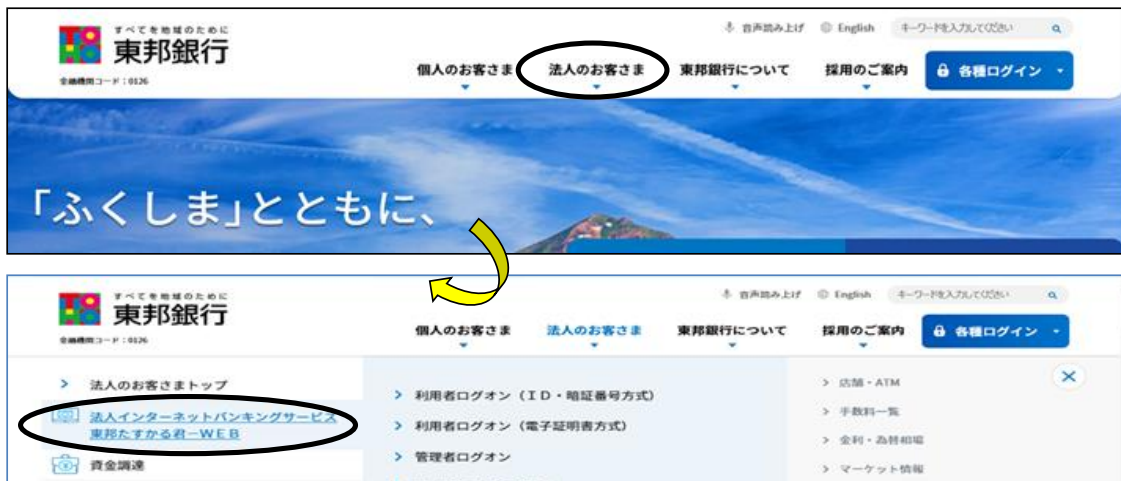 すべてを地域のために
東邦銀行
金融機関コード：0126
音声読み上げ English キーワードを入力してください
個人のお客さま 法人のお客さま 東邦銀行について 採用のご案内 各種ログイン
「ふくしま」とともに、
すべてを地域のために
東邦銀行
金融機関コード：0126
音声読み上げ English キーワードを入力してください
個人のお客さま 法人のお客さま 東邦銀行について 採用のご案内 各種ログイン
法人のお客さまトップ
法人インターネットバンキングサービス
東邦たすかる君－ＷＥＢ
資金調達
利用者ログオン（ＩＤ・暗証番号方式）
利用者ログオン（電子証明書方式）
管理者ログオン
店舗・ATM
手数料一覧
金利・為替相場
マーケット情報